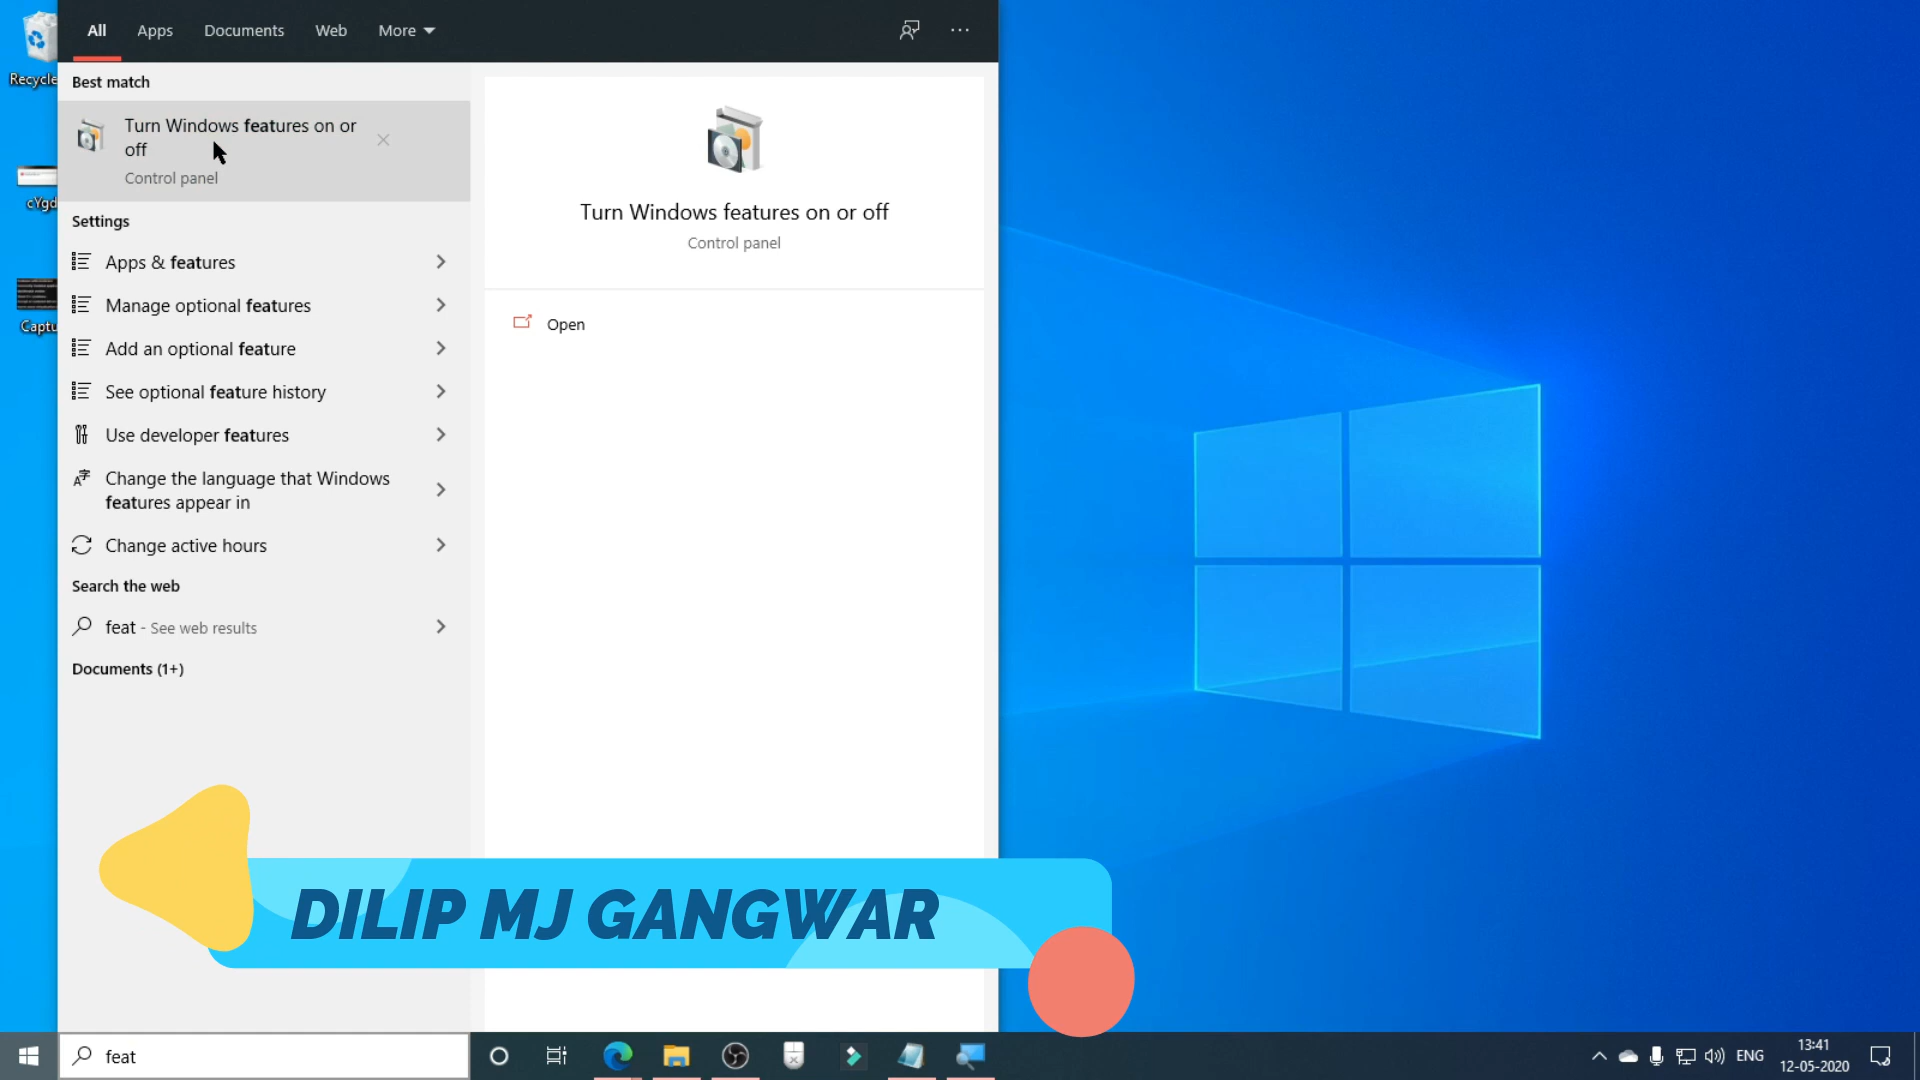 All
Apps
Documents
Web
More
Recycle
cYgd
Captu
Best match
Turn Windows features on or
off
Control panel
Settings
Apps & features
Manage optional features
Add an optional feature
See optional feature history
Use developer features
Change the language that Windows
features appear in
Change active hours
Search the web
feat - See web results
Documents (1+)
Turn Windows features on or off
Control panel
Open
DILIP MJ GANGWAR
feat
ENG
13:41
12-05-2020